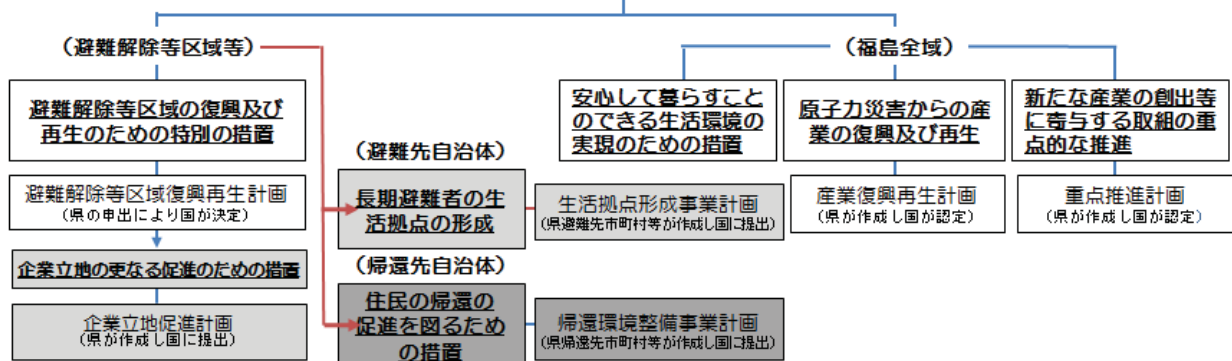 （避難解除等区域等）
避難解除等区域の復興及び
再生のための特別の措置
避難解除等区域復興再生計画
（県の申出により国が決定）
企業立地の更なる促進のための措置
企業立地促進計画
（県が作成し国に提出）
（避難先自治体）
長期避難者の生
活拠点の形成
生活拠点形成事業計画
（県避難先市町村等が作成し国に提出）
（帰還先自治体）
住民の帰還の
促進を図るため
の措置
帰還環境整備事業計画
（県帰還先市町村等が作成し国に提出）
（福島全域）
安心して暮らすこと
のできる生活環境の
実現のための措置
原子力災害からの産
業の復興及び再生
産業復興再生計画
（県が作成し国が認定）
新たな産業の創出等
に寄与する取組の重
点的な推進
重点推進計画
（県が作成し国が認定）